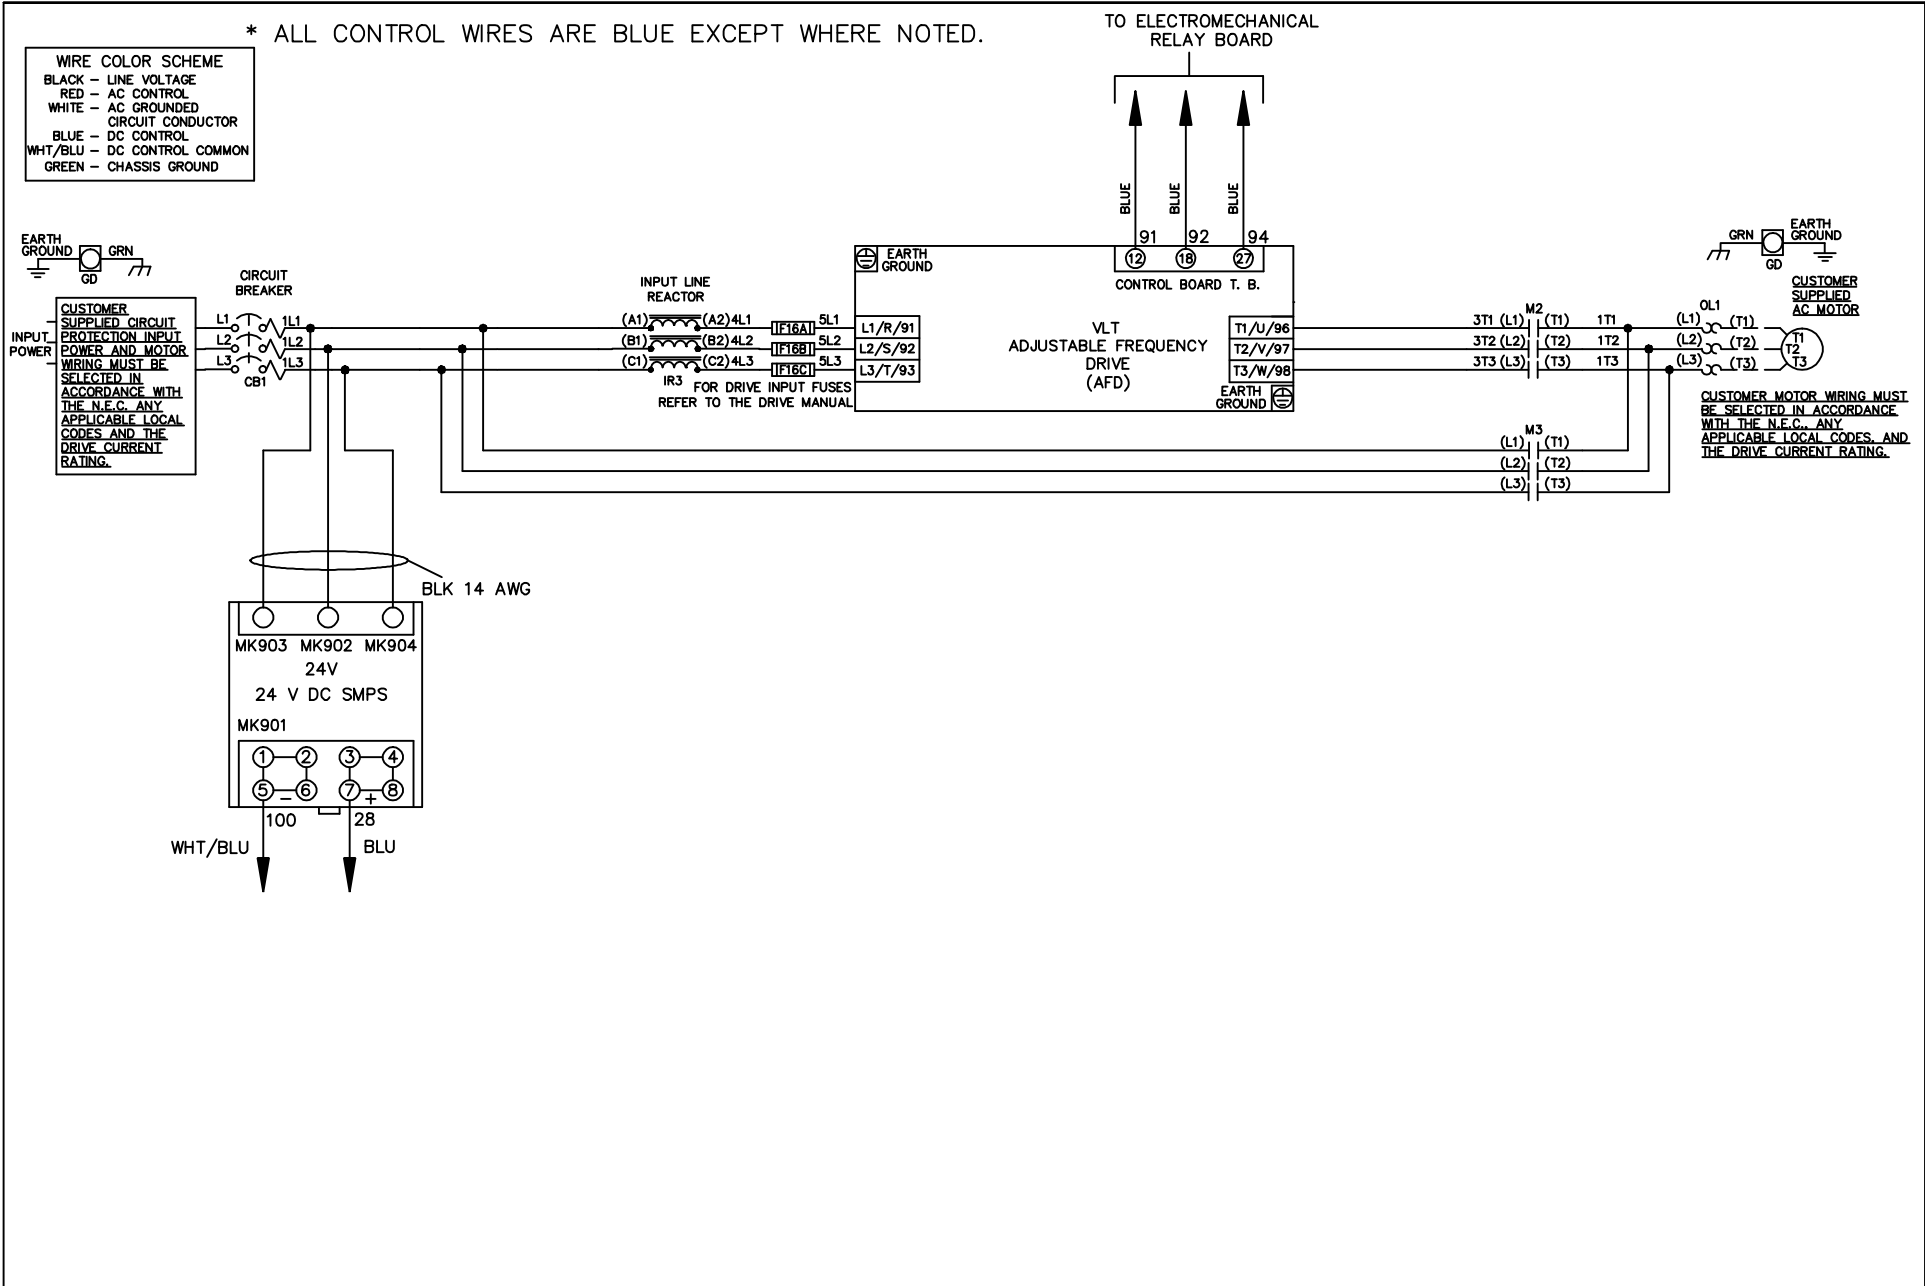 * ALL CONTROL WIRES ARE BLUE EXCEPT WHERE NOTED.
WIRE COLOR SCHEME
BLACK – LINE VOLTAGE
RED – AC CONTROL
WHITE – AC GROUNDED
CIRCUIT CONDUCTOR
BLUE – DC CONTROL
WHT/BLU – DC CONTROL COMMON
GREEN – CHASSIS GROUND
TO ELECTROMECHANICAL
RELAY BOARD
BLUE
BLUE
BLUE
91
92
94
12
18
27
CONTROL BOARD T. B.
EARTH
GROUND
GRN
GD
INPUT
POWER
CUSTOMER
SUPPLIED CIRCUIT
PROTECTION INPUT
POWER AND MOTOR
WIRING MUST BE
SELECTED IN
ACCORDANCE WITH
THE N.E.C. ANY
APPLICABLE LOCAL
CODES AND THE
DRIVE CURRENT
RATING.
CIRCUIT
BREAKER
L1
1L1
L2
1L2
L3
1L3
CB1
INPUT LINE
REACTOR
(A1)
(A2)4L1
F16A
5L1
(B1)
(B2)4L2
F16B
5L2
(C1)
(C2)4L3
F16C
5L3
IR3
FOR DRIVE INPUT FUSES
REFER TO THE DRIVE MANUAL
EARTH
GROUND
L1/R/91
L2/S/92
L3/T/93
VLT
ADJUSTABLE FREQUENCY
DRIVE
(AFD)
T1/U/96
T2/V/97
T3/W/98
EARTH
GROUND
M2
3T1 (L1) (T1) 1T1
3T2 (L2) (T2) 1T2
3T3 (L3) (T3) 1T3
M3
(L1) (T1)
(L2) (T2)
(L3) (T3)
OL1
(L1) (T1)
(L2) (T2)
(L3) (T3)
T1
T2
T3
GRN
GD
EARTH
GROUND
CUSTOMER
SUPPLIED
AC MOTOR
CUSTOMER MOTOR WIRING MUST
BE SELECTED IN ACCORDANCE
WITH THE N.E.C., ANY
APPLICABLE LOCAL CODES, AND
THE DRIVE CURRENT RATING.
BLK 14 AWG
MK903 MK902 MK904
24V
24 V DC SMPS
MK901
1 2 3 4
5 6 7 8
– +
100
28
WHT/BLU
BLU